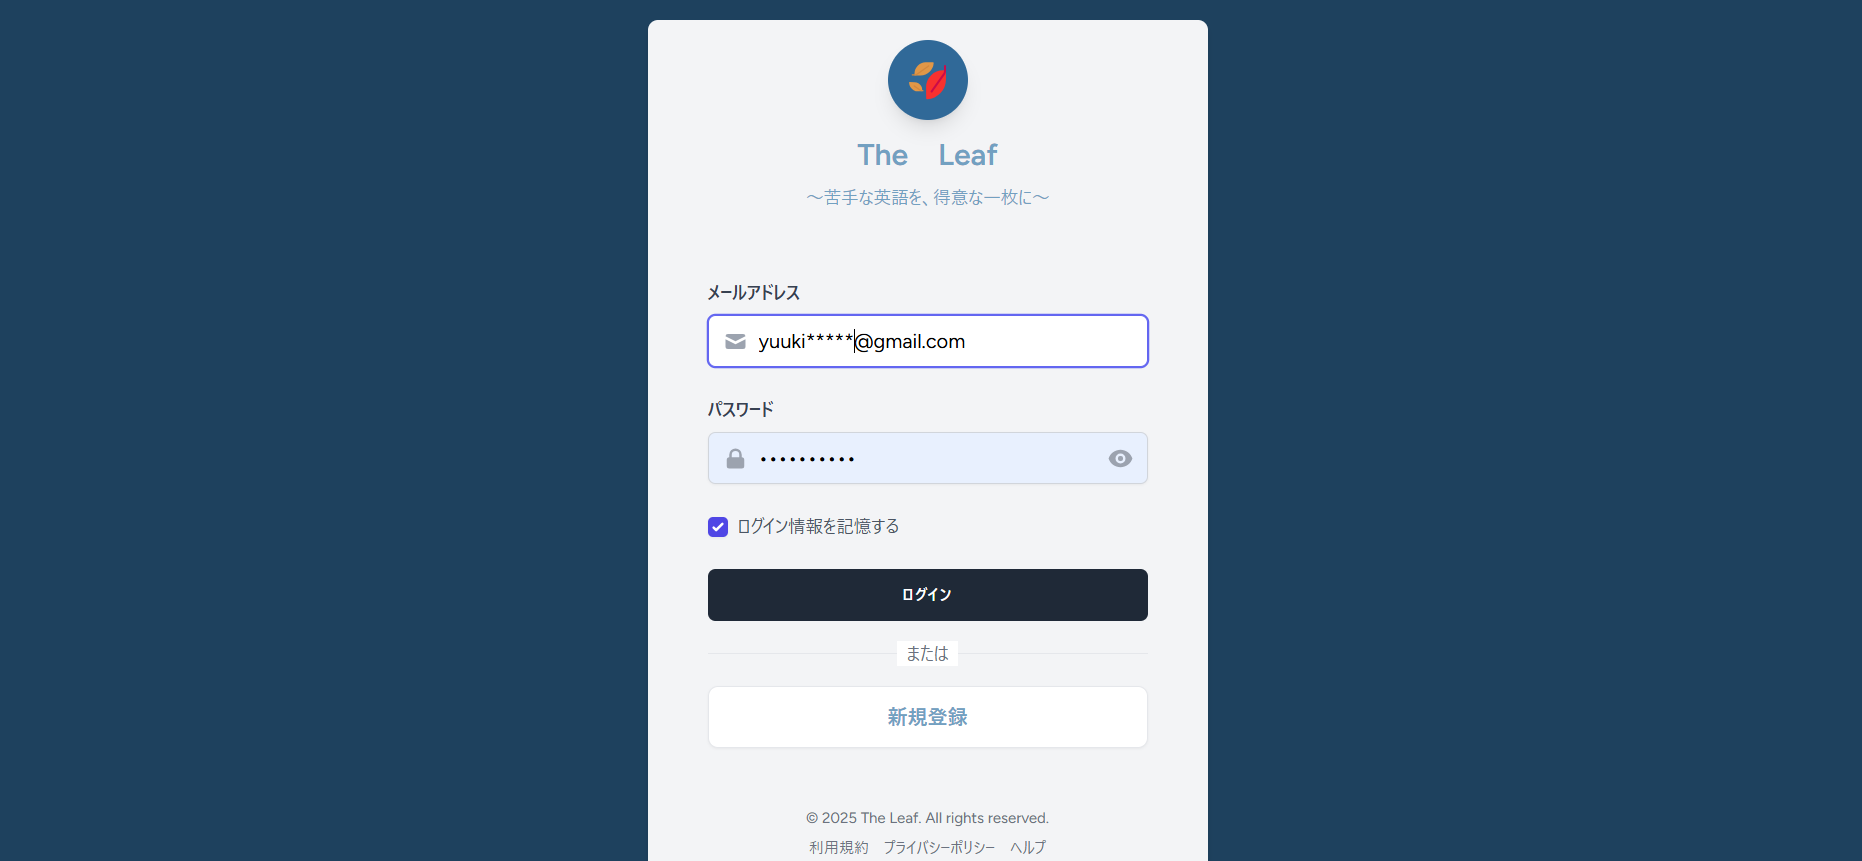 The　Leaf
～苦手な英語を、得意な一枚に～
メールアドレス
yuuki*****@gmail.com
パスワード
••••••••••
ログイン情報を記憶する
ログイン
または
新規登録
© 2025 The Leaf. All rights reserved.
利用規約 プライバシーポリシー ヘルプ